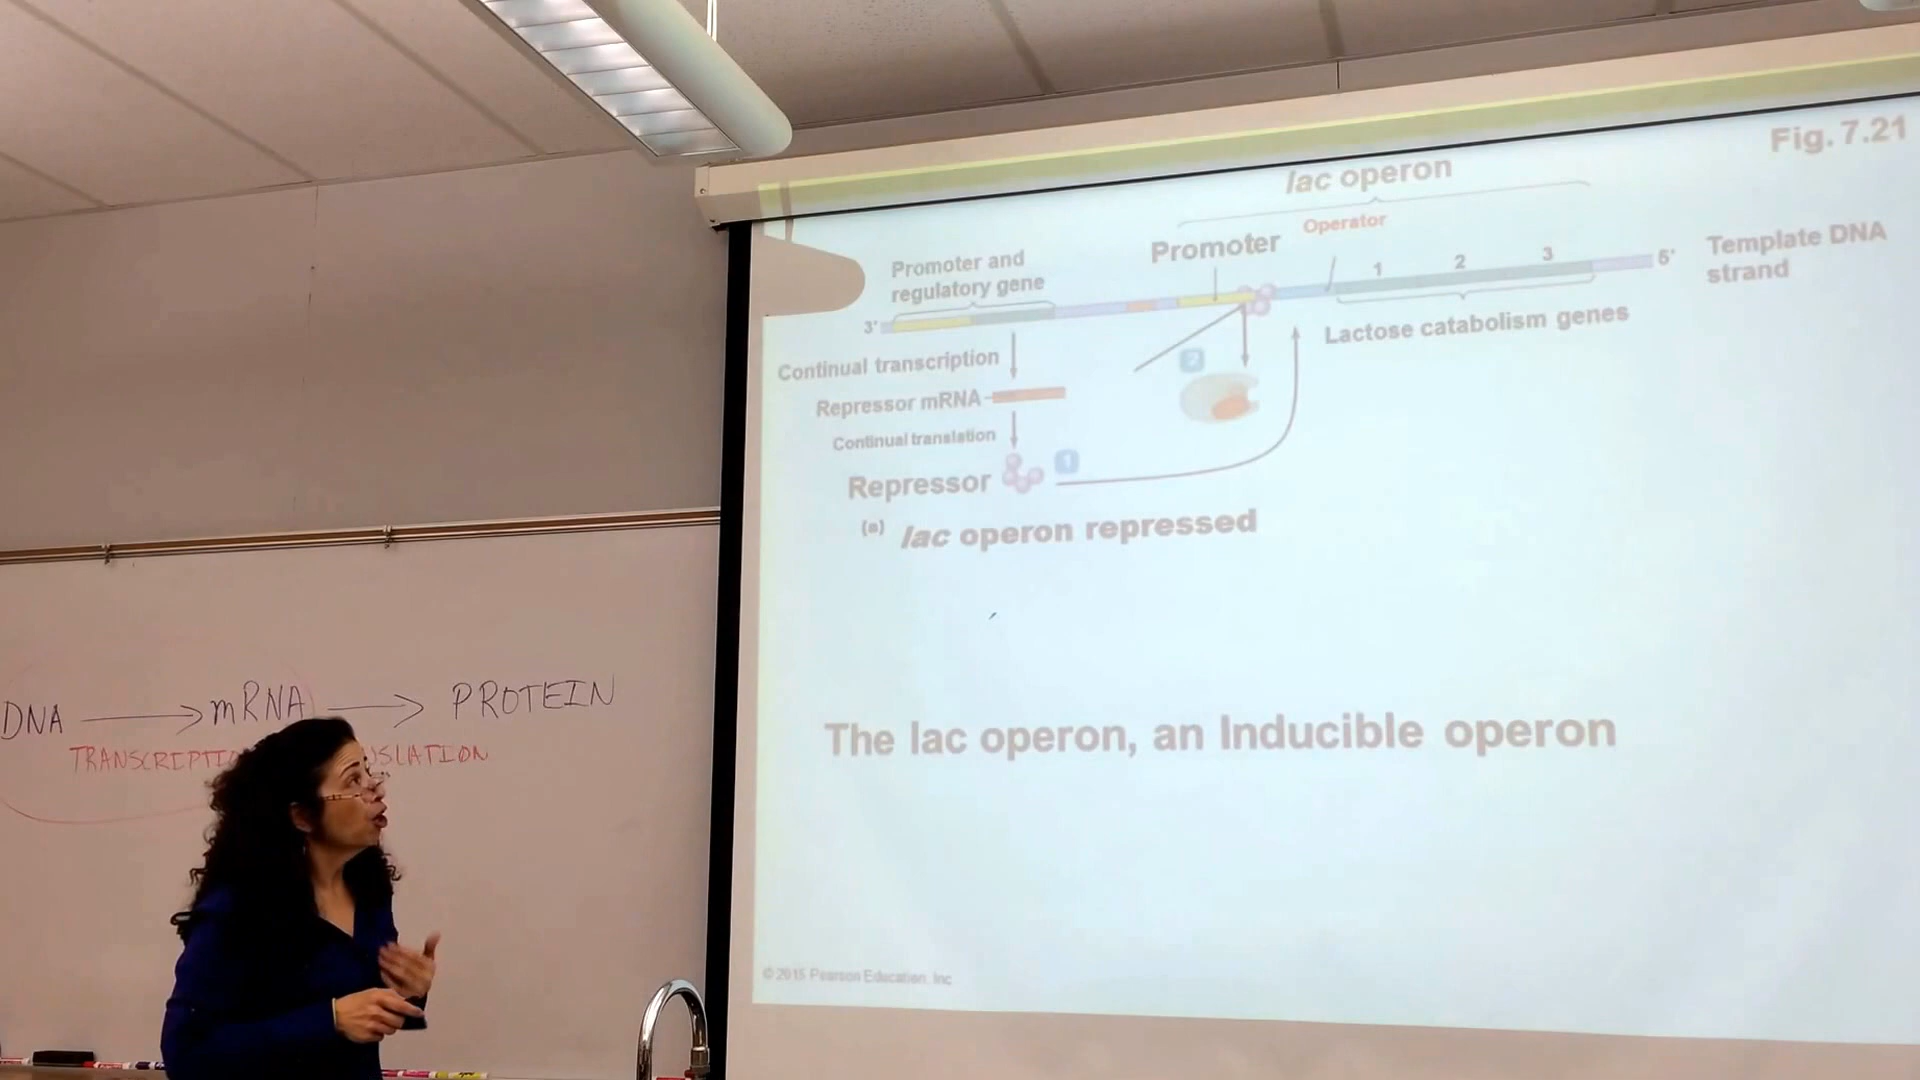 Fig. 7.21
lac operon
Operator
Promoter
Promoter and
regulatory gene
1 2 3
3'
5'
Template DNA
strand
Lactose catabolism genes
Continual transcription
2
Repressor mRNA
Continual translation
1
Repressor
(a) lac operon repressed
The lac operon, an Inducible operon
© 2015 Pearson Education, Inc
DNA → mRNA → PROTEIN